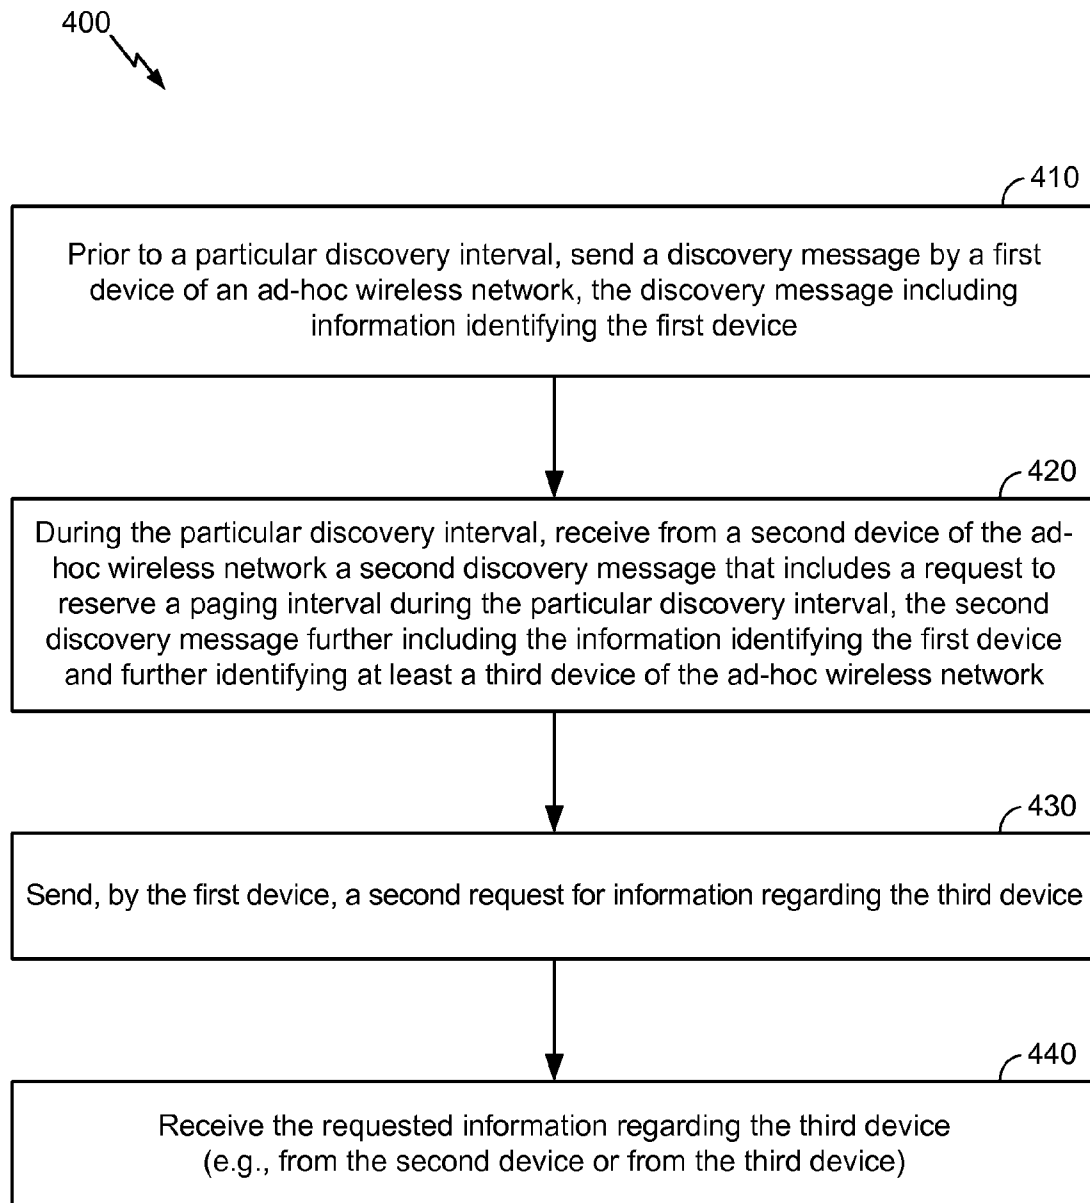 400
410
Prior to a particular discovery interval, send a discovery message by a first
device of an ad-hoc wireless network, the discovery message including
information identifying the first device
420
During the particular discovery interval, receive from a second device of the ad-
hoc wireless network a second discovery message that includes a request to
reserve a paging interval during the particular discovery interval, the second
discovery message further including the information identifying the first device
and further identifying at least a third device of the ad-hoc wireless network
430
Send, by the first device, a second request for information regarding the third device
440
Receive the requested information regarding the third device
(e.g., from the second device or from the third device)